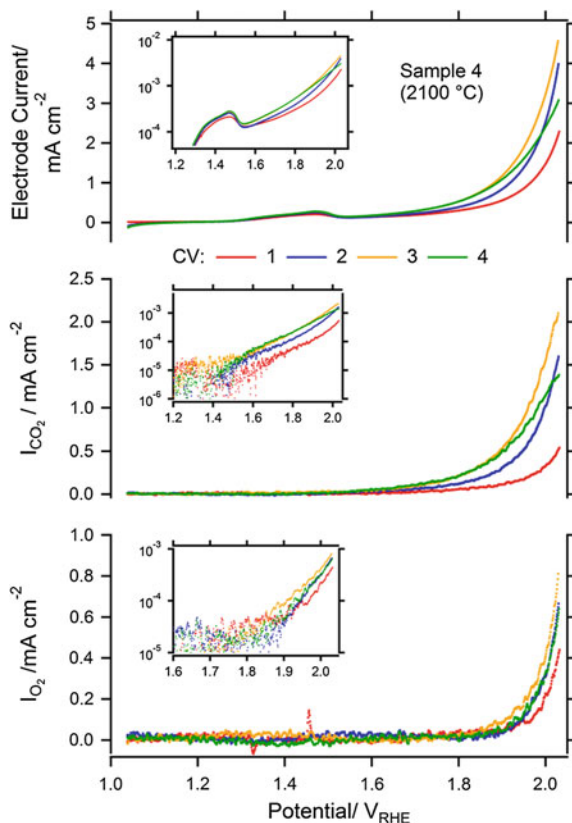 Electrode Current/
mA cm-2
5
4
3
2
1
0
10-2
10-3
10-4
1.2 1.4 1.6 1.8 2.0
Sample 4
(2100 °C)
CV: 1 2 3 4
ICO2 / mA cm-2
2.5
2.0
1.5
1.0
0.5
0.0
10-3
10-4
10-5
10-6
1.2 1.4 1.6 1.8 2.0
IO2 /mA cm-2
1.0
0.8
0.6
0.4
0.2
0.0
10-3
10-4
10-5
1.6 1.7 1.8 1.9 2.0
1.0 1.2 1.4 1.6 1.8 2.0
Potential/ VRHE